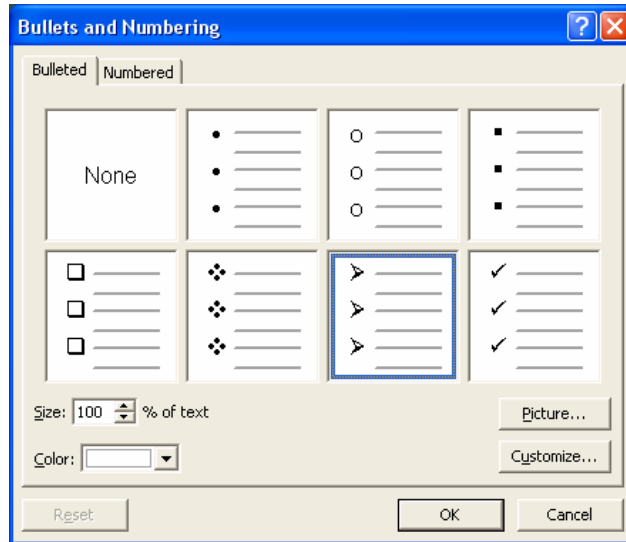 Bullets and Numbering
Bulleted Numbered
None
Size: 100 % of text
Picture...
Color:
Customize...
Reset OK Cancel